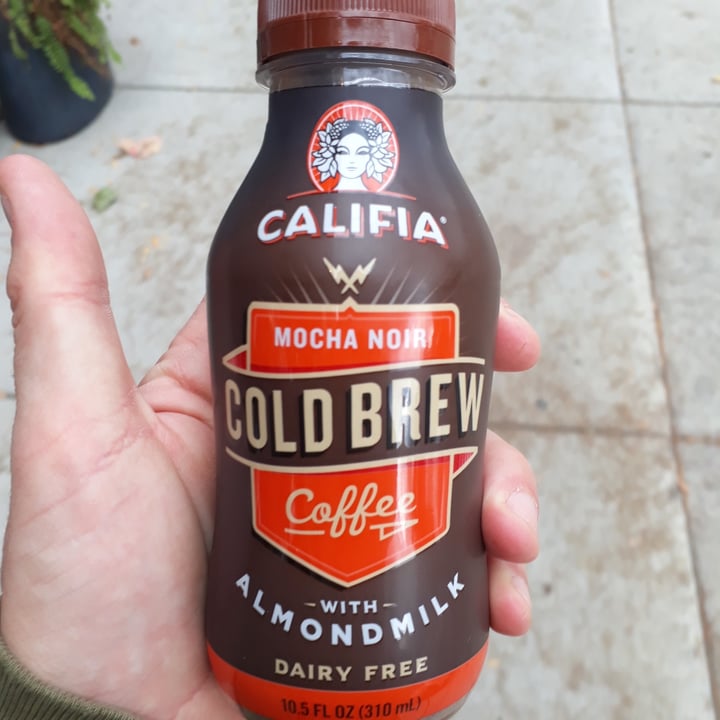 CALIFIA®
MOCHA NOIR
COLD BREW
Coffee
WITH
ALMONDMILK
DAIRY FREE
10.5 FL OZ (310 mL)